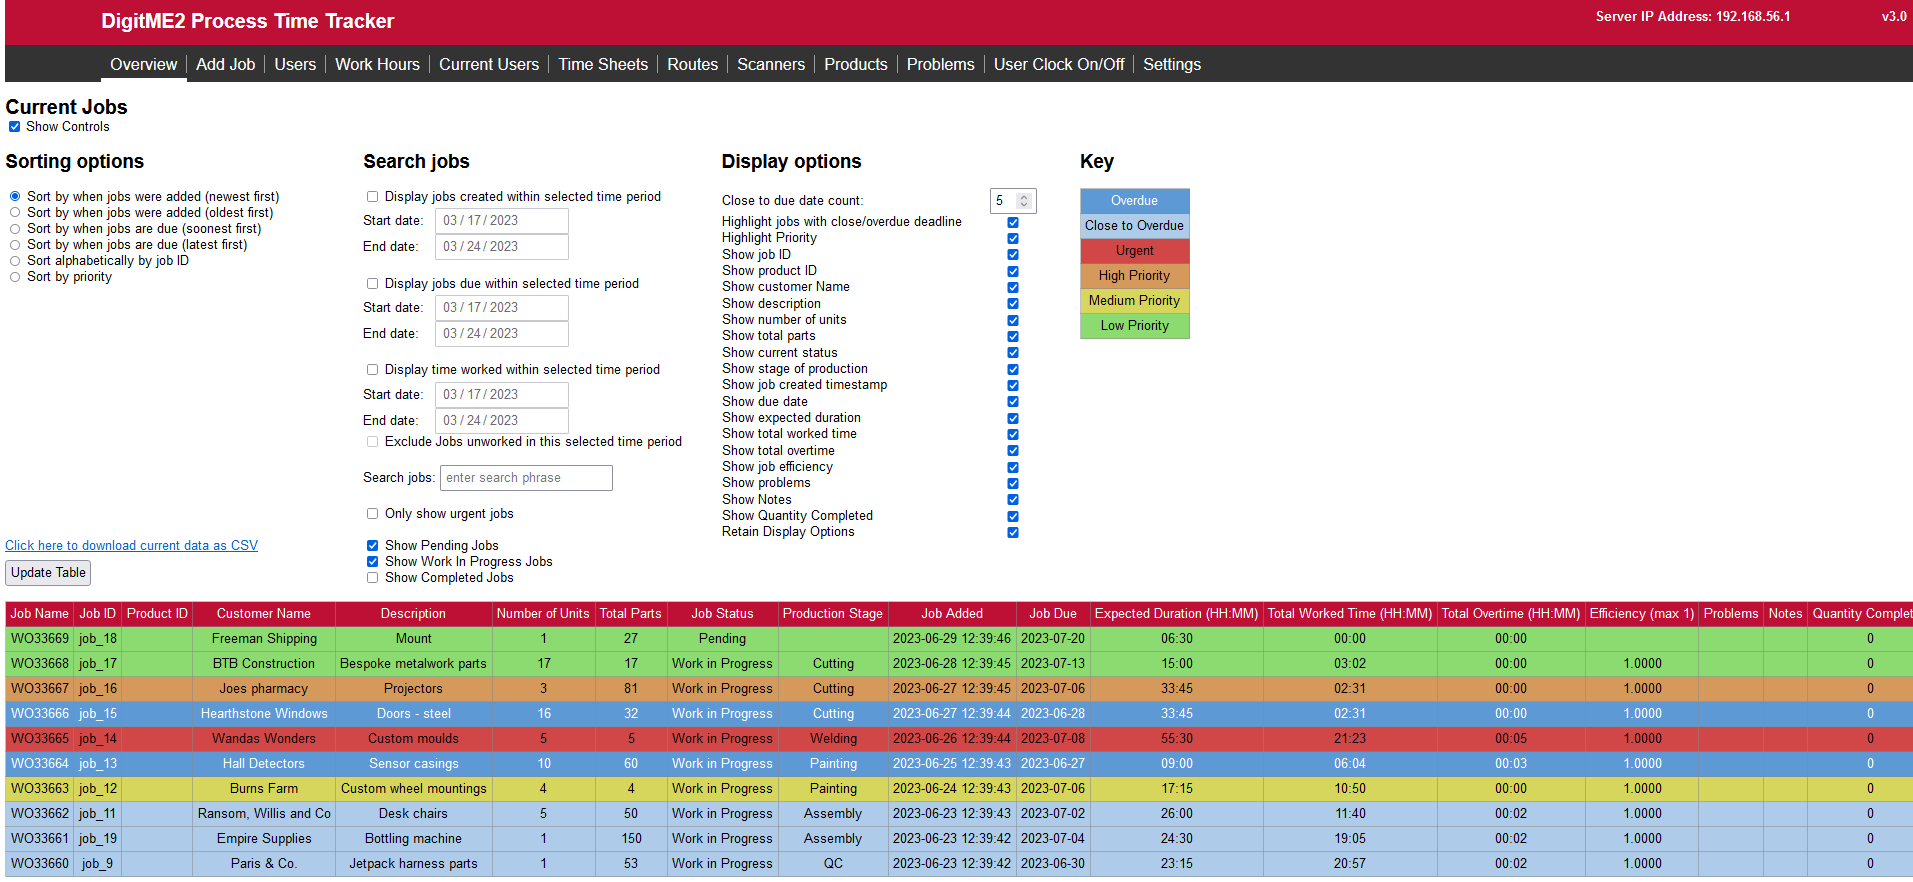 DigitME2 Process Time Tracker
Server IP Address: 192.168.56.1 v3.0
Overview Add Job Users Work Hours Current Users Time Sheets Routes Scanners Products Problems User Clock On/Off Settings
Current Jobs
Show Controls
Sorting options
Sort by when jobs were added (newest first)
Sort by when jobs were added (oldest first)
Sort by when jobs are due (soonest first)
Sort by when jobs are due (latest first)
Sort alphabetically by job ID
Sort by priority
Click here to download current data as CSV
Update Table
Search jobs
Display jobs created within selected time period
Start date: 03 / 17 / 2023
End date: 03 / 24 / 2023
Display jobs due within selected time period
Start date: 03 / 17 / 2023
End date: 03 / 24 / 2023
Display time worked within selected time period
Start date: 03 / 17 / 2023
End date: 03 / 24 / 2023
Exclude Jobs unworked in this selected time period
Search jobs: enter search phrase
Only show urgent jobs
Show Pending Jobs
Show Work In Progress Jobs
Show Completed Jobs
Display options
Close to due date count: 5
Highlight jobs with close/overdue deadline
Highlight Priority
Show job ID
Show product ID
Show customer Name
Show description
Show number of units
Show total parts
Show current status
Show stage of production
Show job created timestamp
Show due date
Show expected duration
Show total worked time
Show total overtime
Show job efficiency
Show problems
Show Notes
Show Quantity Completed
Retain Display Options
Key
Overdue
Close to Overdue
Urgent
High Priority
Medium Priority
Low Priority
Job Name Job ID Product ID Customer Name Description Number of Units Total Parts Job Status Production Stage Job Added Job Due Expected Duration (HH:MM) Total Worked Time (HH:MM) Total Overtime (HH:MM) Efficiency (max 1) Problems Notes Quantity Complet
WO33669 job_18 Freeman Shipping Mount 1 27 Pending 2023-06-29 12:39:46 2023-07-20 06:30 00:00 00:00 0
WO33668 job_17 BTB Construction Bespoke metalwork parts 17 17 Work in Progress Cutting 2023-06-28 12:39:45 2023-07-13 15:00 03:02 00:00 1.0000 0
WO33667 job_16 Joes pharmacy Projectors 3 81 Work in Progress Cutting 2023-06-27 12:39:45 2023-07-06 33:45 02:31 00:00 1.0000 0
WO33666 job_15 Hearthstone Windows Doors - steel 16 32 Work in Progress Cutting 2023-06-27 12:39:44 2023-06-28 33:45 02:31 00:00 1.0000 0
WO33665 job_14 Wandas Wonders Custom moulds 5 5 Work in Progress Welding 2023-06-26 12:39:44 2023-07-08 55:30 21:23 00:05 1.0000 0
WO33664 job_13 Hall Detectors Sensor casings 10 60 Work in Progress Painting 2023-06-25 12:39:43 2023-06-27 09:00 06:04 00:03 1.0000 0
WO33663 job_12 Burns Farm Custom wheel mountings 4 4 Work in Progress Painting 2023-06-24 12:39:43 2023-07-06 17:15 10:50 00:00 1.0000 0
WO33662 job_11 Ransom, Willis and Co Desk chairs 5 50 Work in Progress Assembly 2023-06-23 12:39:43 2023-07-02 26:00 11:40 00:02 1.0000 0
WO33661 job_19 Empire Supplies Bottling machine 1 150 Work in Progress Assembly 2023-06-23 12:39:42 2023-07-04 24:30 19:05 00:02 1.0000 0
WO33660 job_9 Paris & Co. Jetpack harness parts 1 53 Work in Progress QC 2023-06-23 12:39:42 2023-06-30 23:15 20:57 00:02 1.0000 0